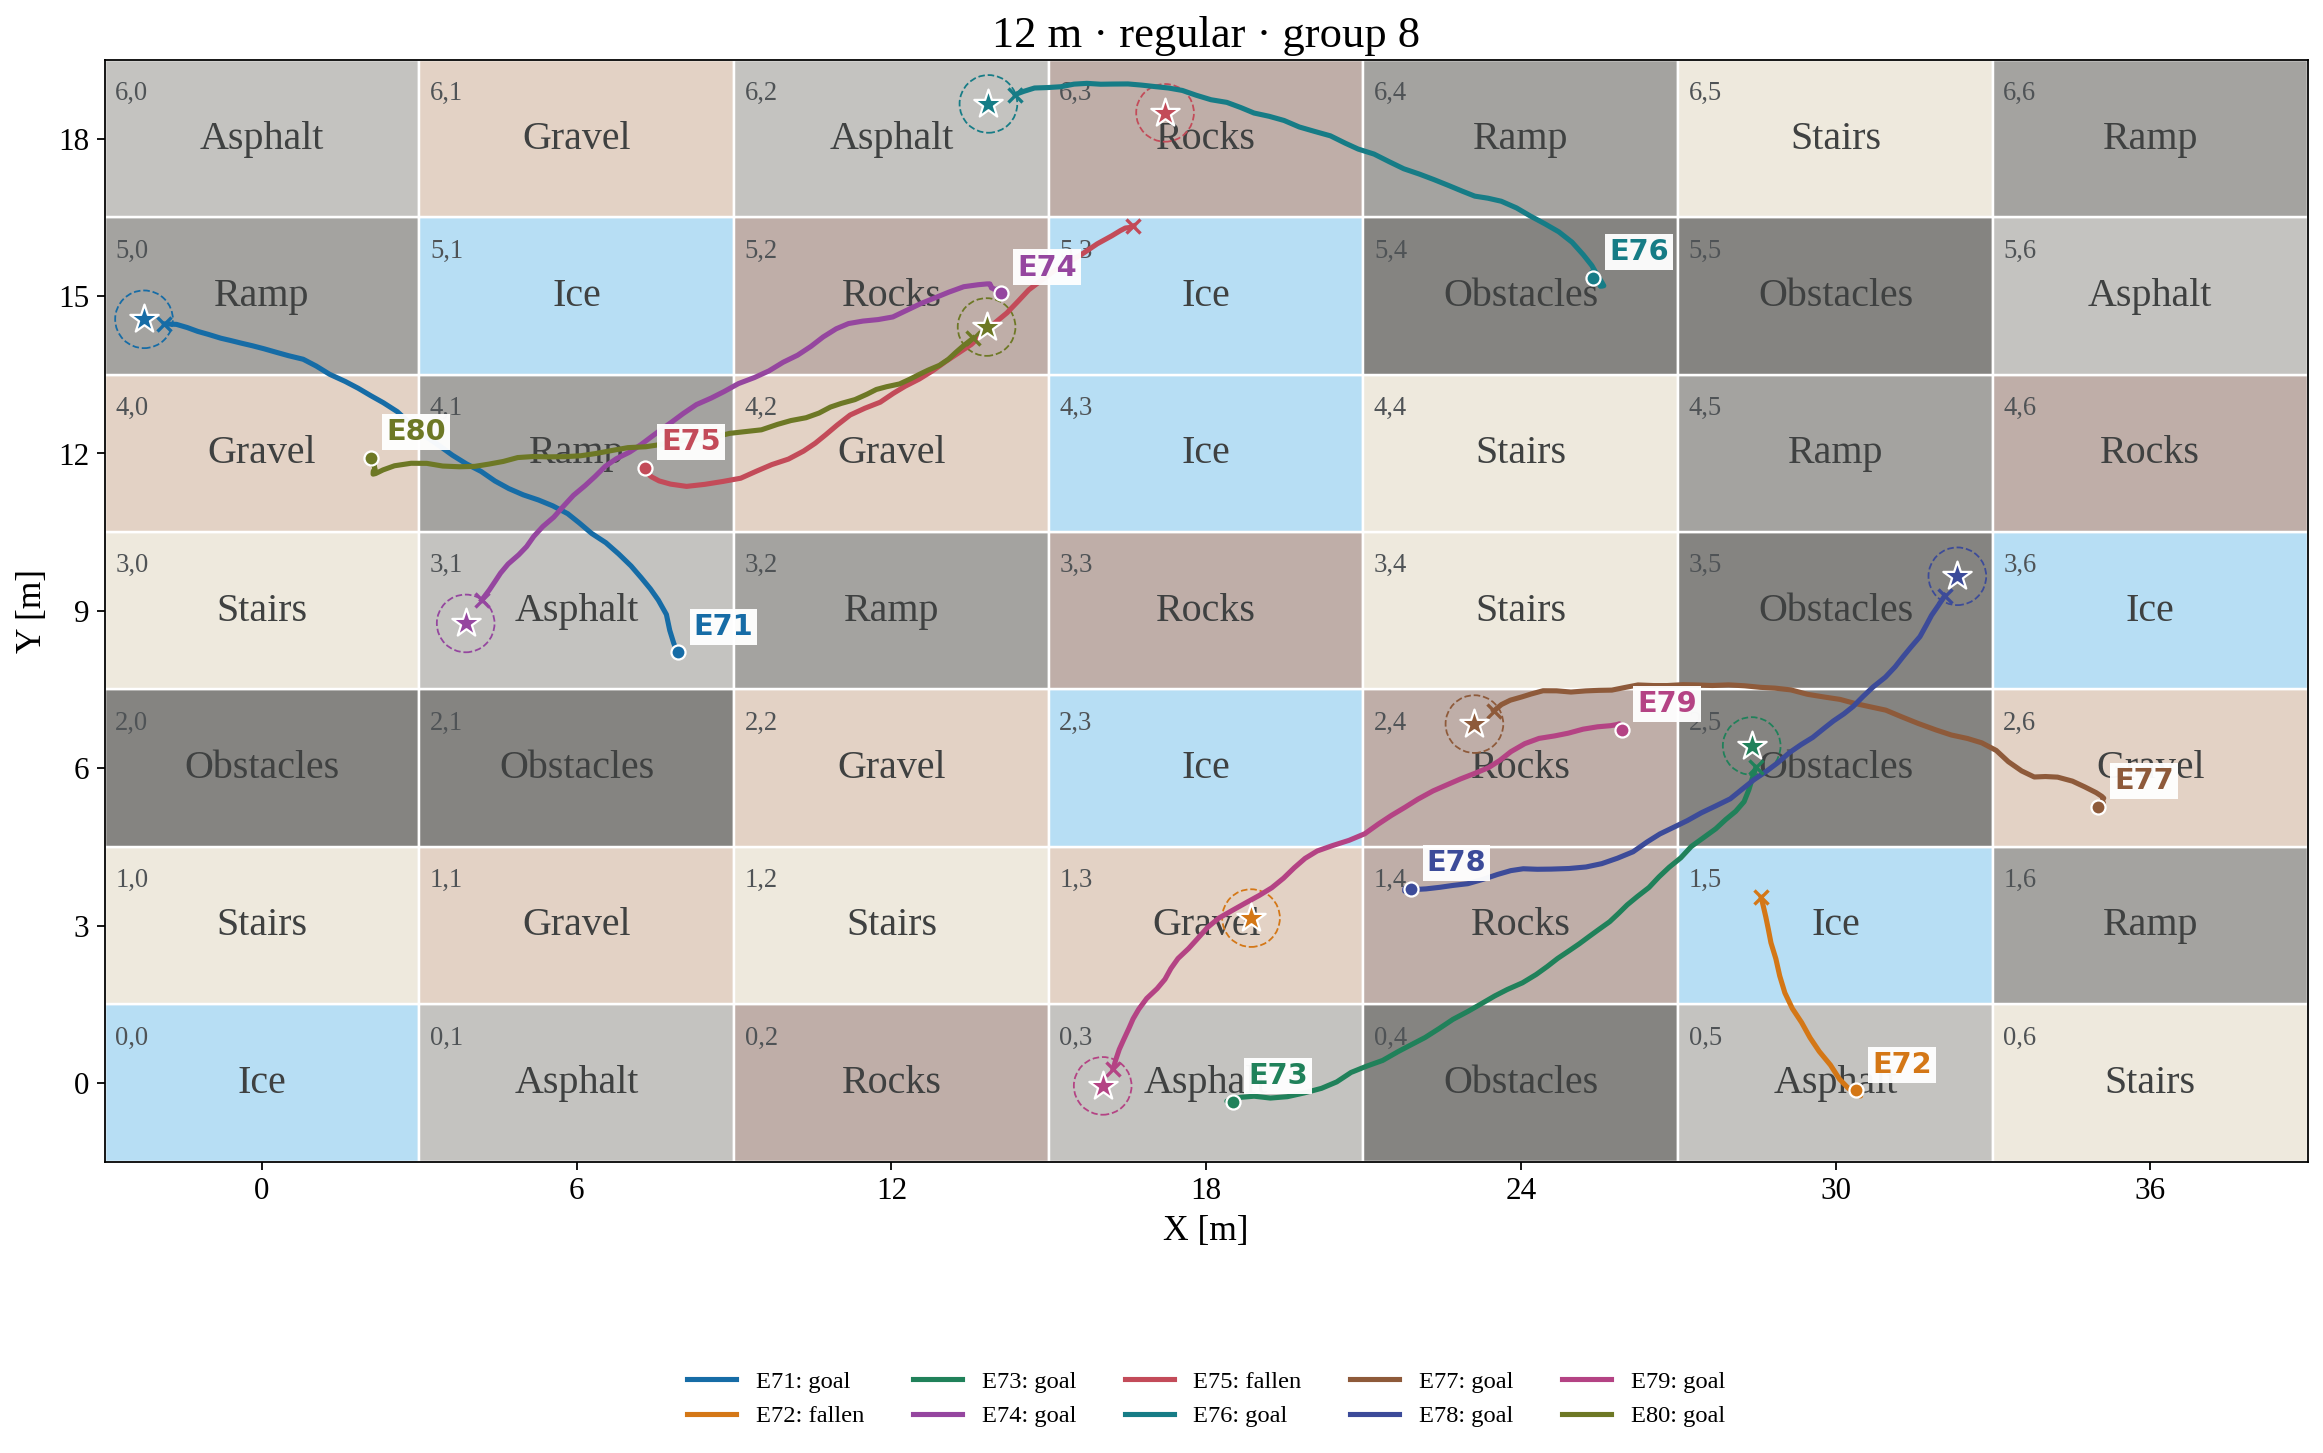 12 m · regular · group 8
6,0 6,1 6,2 6,3 6,4 6,5 6,6
Asphalt Gravel Asphalt Rocks Ramp Stairs Ramp
18
5,0 5,1 5,2 5,3 5,4 5,5 5,6
E74 E76
Ramp Ice Rocks Ice Obstacles Obstacles Asphalt
15
4,0 4,1 4,2 4,3 4,4 4,5 4,6
E80 E75
Gravel Ramp Gravel Ice Stairs Ramp Rocks
12
3,0 3,1 3,2 3,3 3,4 3,5 3,6
Stairs Asphalt Ramp Rocks Stairs Obstacles Ice
9
E71
Y [m]
2,0 2,1 2,2 2,3 2,4 2,5 2,6
E79
Obstacles Obstacles Gravel Ice Rocks Obstacles Gravel
6
E77
1,0 1,1 1,2 1,3 1,4 1,5 1,6
E78
Stairs Gravel Stairs Gravel Rocks Ice Ramp
3
0,0 0,1 0,2 0,3 0,4 0,5 0,6
E73 E72
Ice Asphalt Rocks Asphalt Obstacles Asphalt Stairs
0
0 6 12 18 24 30 36
X [m]
E71: goal E73: goal E75: fallen E77: goal E79: goal
E72: fallen E74: goal E76: goal E78: goal E80: goal